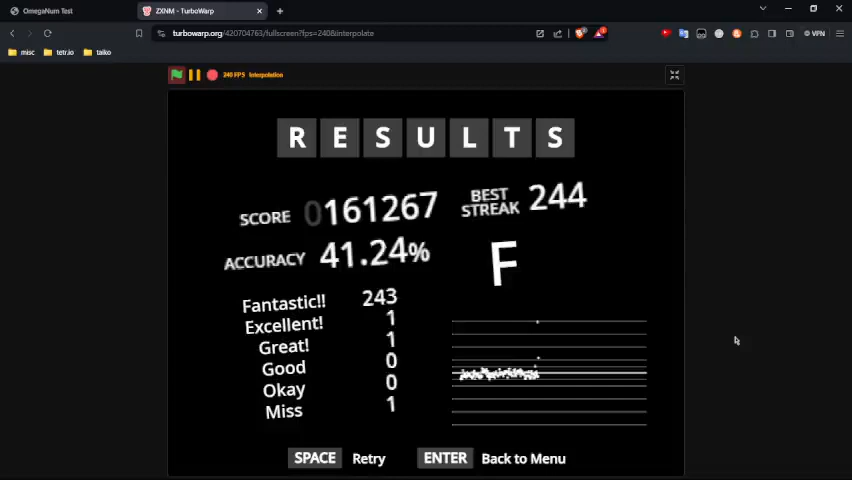 OmegaNum Test
ZXNM - TurboWarp
turbowarp.org/420704763/fullscreen?fps=240&interpolate
VPN
misc
tetr.io
taiko
240 FPS Interpolation
RESULTS
SCORE 0161267
BEST STREAK 244
ACCURACY 41.24%
F
Fantastic!! 243
Excellent! 1
Great! 1
Good 0
Okay 0
Miss 1
SPACE Retry ENTER Back to Menu